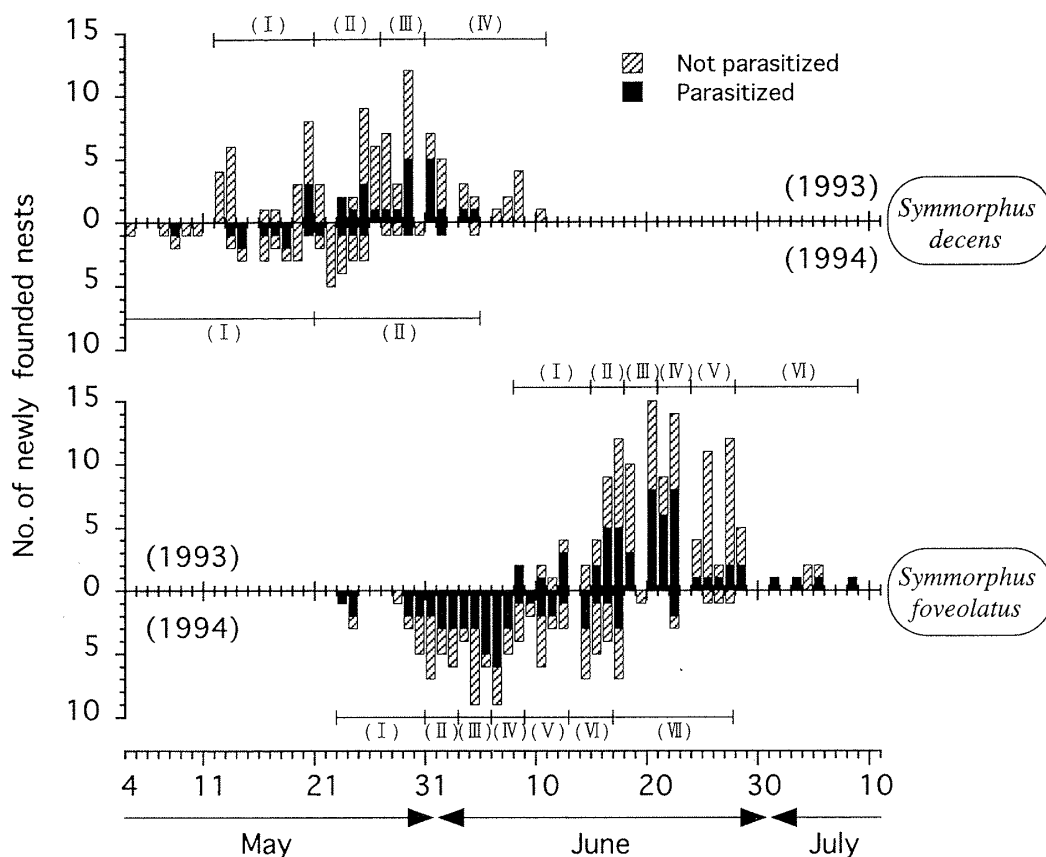 No. of newly founded nests
(Ⅰ) (Ⅱ) (Ⅲ) (Ⅳ)
15
10
5
0
5
10
Not parasitized
Parasitized
(1993)
(1994)
Symmorphus
decens
(Ⅰ) (Ⅱ)
(Ⅰ) (Ⅱ) (Ⅲ) (Ⅳ) (Ⅴ) (Ⅵ)
15
10
5
0
5
10
(1993)
(1994)
Symmorphus
foveolatus
(Ⅰ) (Ⅱ) (Ⅲ) (Ⅳ) (Ⅴ) (Ⅵ) (Ⅶ)
4 11 21 31 10 20 30 10
May June July